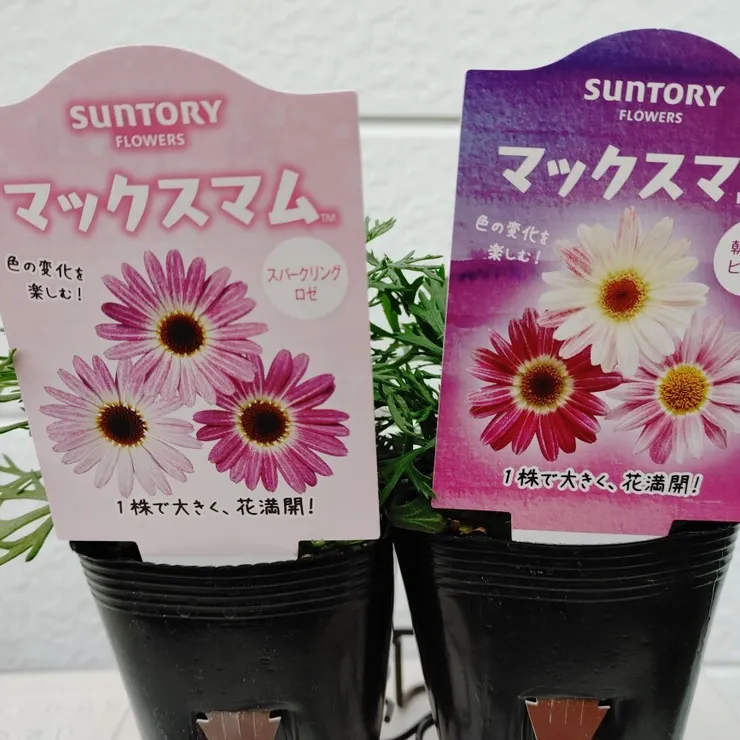 SUNTORY
FLOWERS
マックスマム™
色の変化を
楽しむ!
スパークリング
ロゼ
1株で大きく、花満開!
SUNTORY
FLOWERS
マックスマ
色の変化を
楽しむ!
朝
ピ
1株で大きく、花満開!